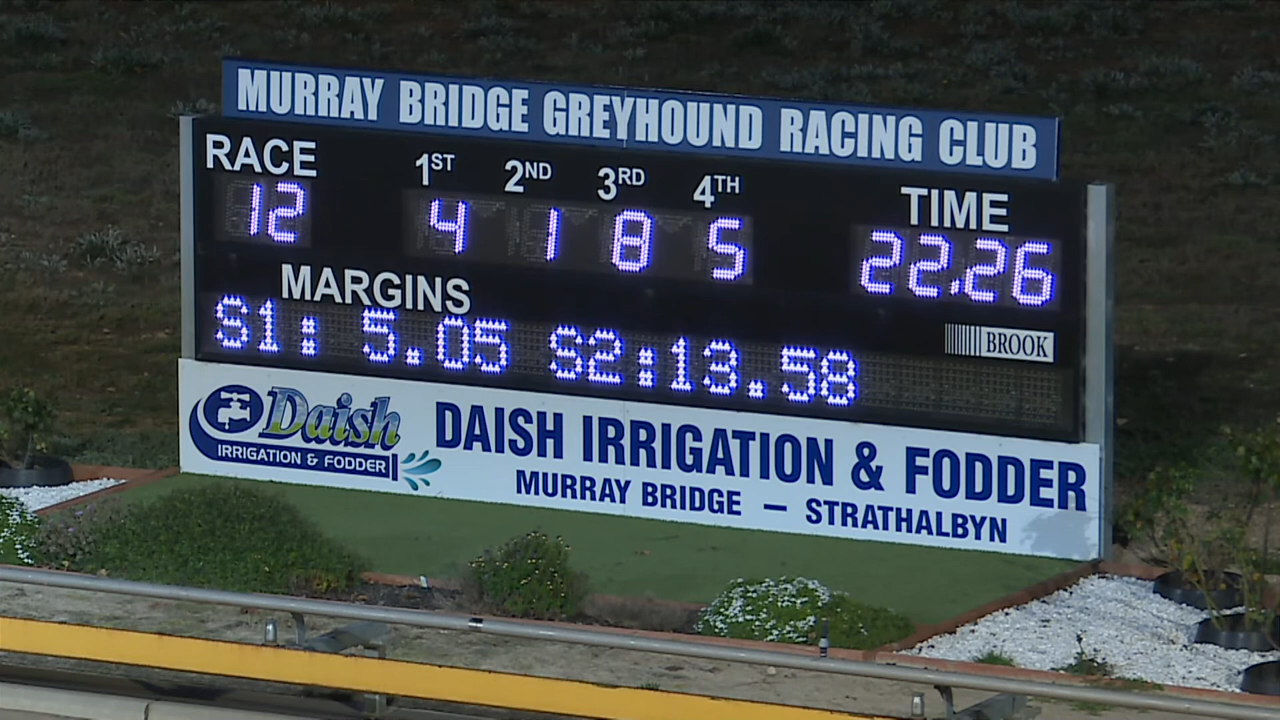 MURRAY BRIDGE GREYHOUND RACING CLUB
RACE 1ST 2ND 3RD 4TH TIME
12 4 1 8 5 22.26
MARGINS
S1: 5.05 S2:13.58
BROOK
Daish
IRRIGATION & FODDER
DAISH IRRIGATION & FODDER
MURRAY BRIDGE – STRATHALBYN